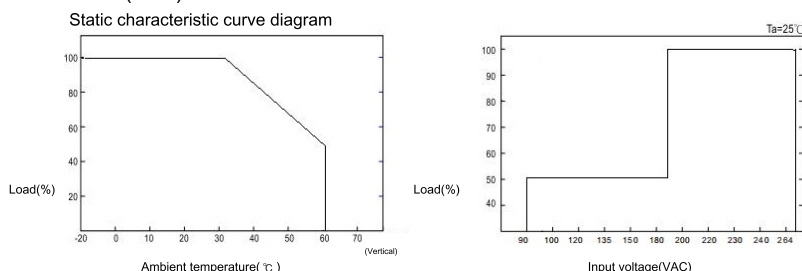 Static characteristic curve diagram
100
80
60
40
20
Load(%)
-20 0 10 20 30 40 50 60 70
(Vertical)
Ambient temperature( ℃ )
Ta=25℃
100
90
80
70
60
50
40
Load(%)
90 100 120 135 150 180 200 220 230 240 264
Input voltage(VAC)